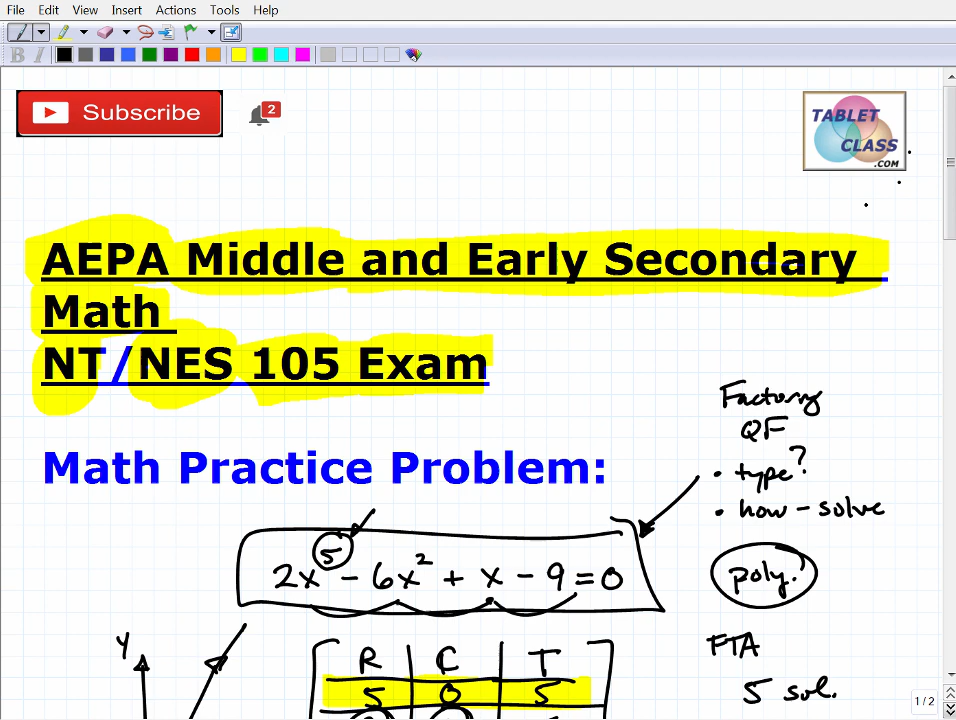 File Edit View Insert Actions Tools Help
B I
Subscribe
2
TABLET
CLASS
.COM
AEPA Middle and Early Secondary
Math
NT/NES 105 Exam
Factoring
QF
• type?
• how - solve
Math Practice Problem:
2x⁵ - 6x² + x - 9 = 0
poly.
FTA
5 sol.
Y
R C T
5 0 5
1 / 2